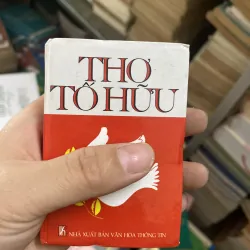 THƠ
TỐ HỮU
NHÀ XUẤT BẢN VĂN HÓA THÔNG TIN